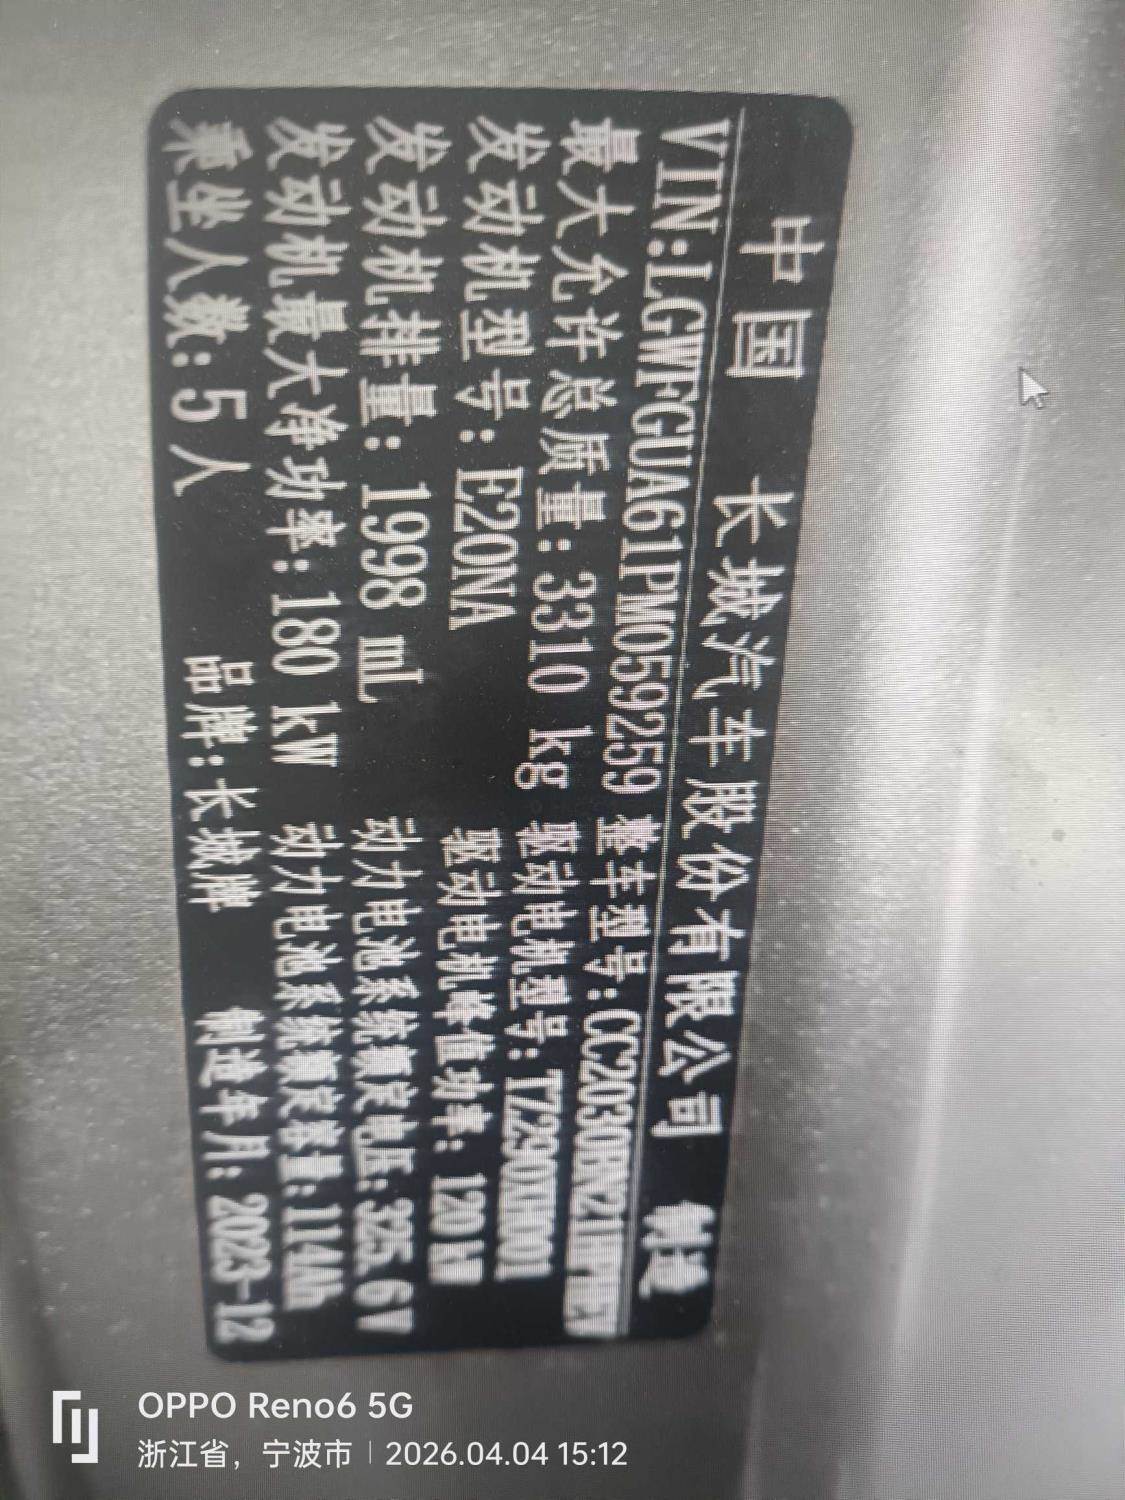 中国 长城汽车股份有限公司 制造
VIN:LGWFGUA61PM059259 整车型号:
最大允许总质量:3310 kg 驱动电机型号:TZ290XH001
发动机型号:E20NA 驱动电机峰值功率:120
发动机排量:1998 mL 动力电池系统额定电压:325.6V
发动机最大净功率:180 kW 动力电池系统额定容量:114Ah
乘坐人数:5人 品牌:长城牌 制造年月:2023-12
OPPO Reno6 5G
浙江省，宁波市 | 2026.04.04 15:12